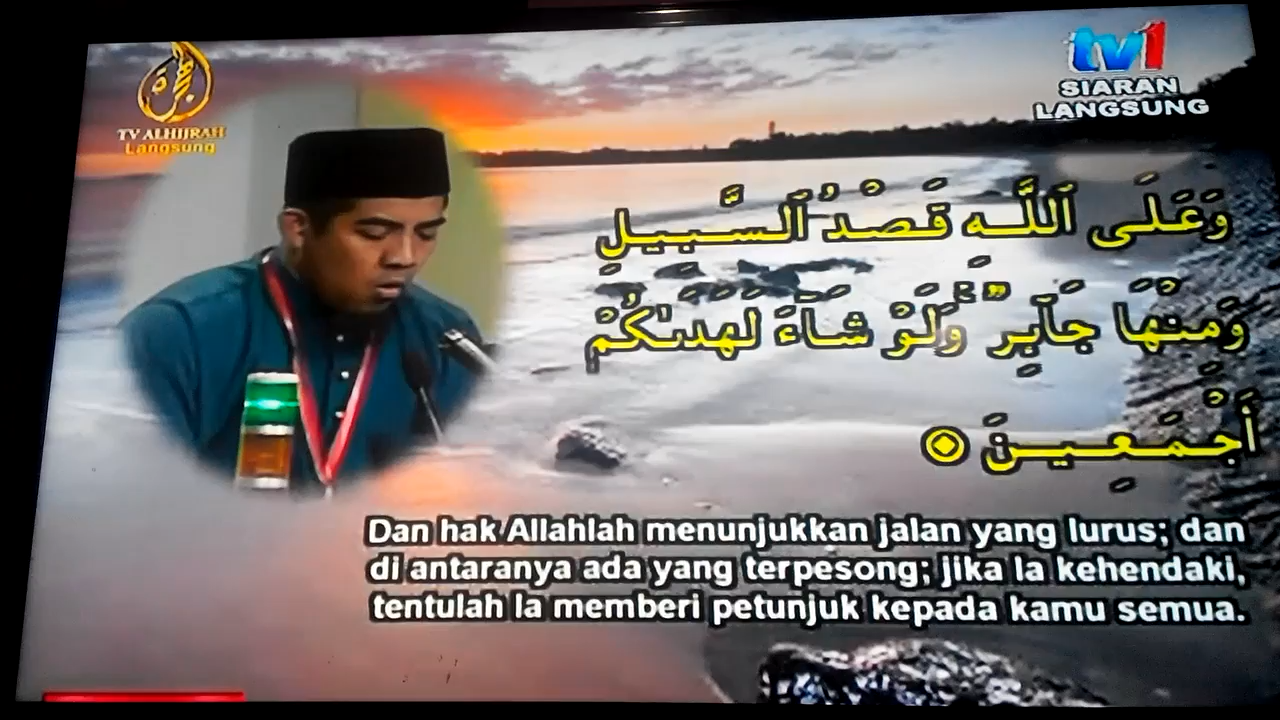 الهجرة
TV ALHIJRAH
Langsung
tv1
SIARAN
LANGSUNG
وَعَلَى ٱللَّهِ قَصْدُ ٱلسَّبِيلِ
وَمِنْهَا جَآئِرٌ ۚ وَلَوْ شَآءَ لَهَدَىٰكُمْ
أَجْمَعِينَ
Dan hak Allahlah menunjukkan jalan yang lurus; dan
di antaranya ada yang terpesong; jika Ia kehendaki,
tentulah Ia memberi petunjuk kepada kamu semua.